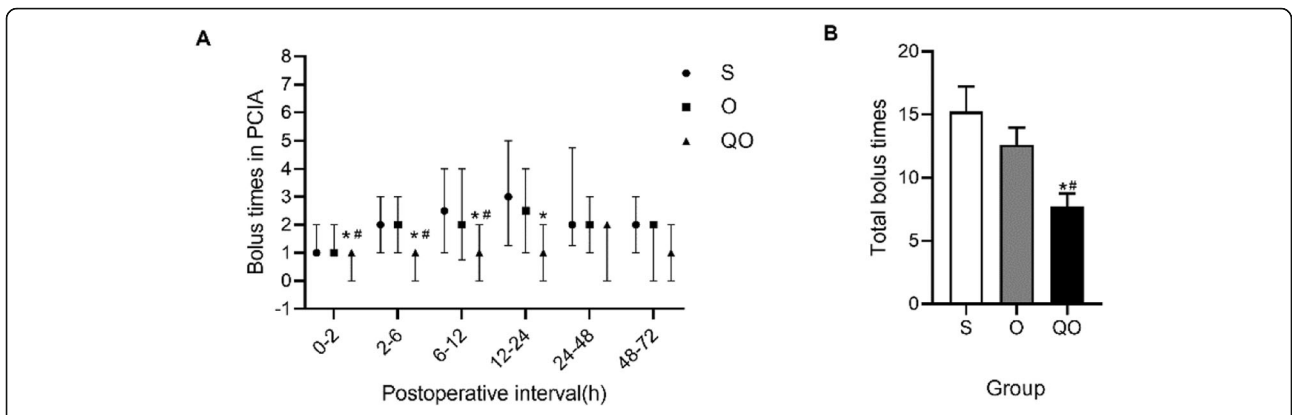 A
8
7
6
5
4
3
2
1
0
-1
Bolus times in PCIA
S
O
QO
*#
*#
*#
*
0-2
2-6
6-12
12-24
24-48
48-72
Postoperative interval(h)
B
20
15
10
5
0
Total bolus times
*#
S
O
QO
Group